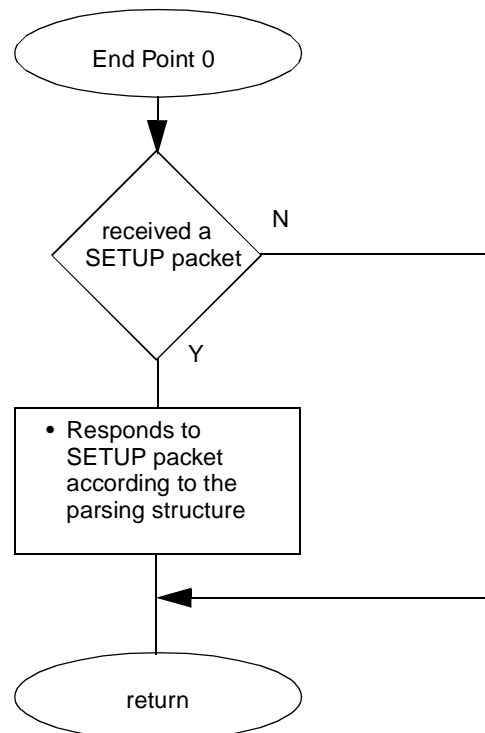 End Point 0
received a
SETUP packet
N
Y
• Responds to
SETUP packet
according to the
parsing structure
return